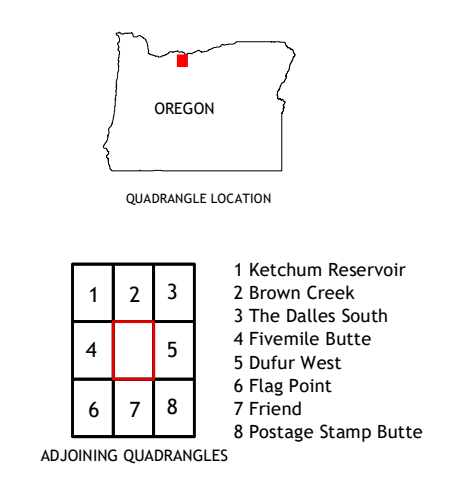 OREGON
QUADRANGLE LOCATION
1 2 3
4 5
6 7 8
ADJOINING QUADRANGLES
1 Ketchum Reservoir
2 Brown Creek
3 The Dalles South
4 Fivemile Butte
5 Dufur West
6 Flag Point
7 Friend
8 Postage Stamp Butte